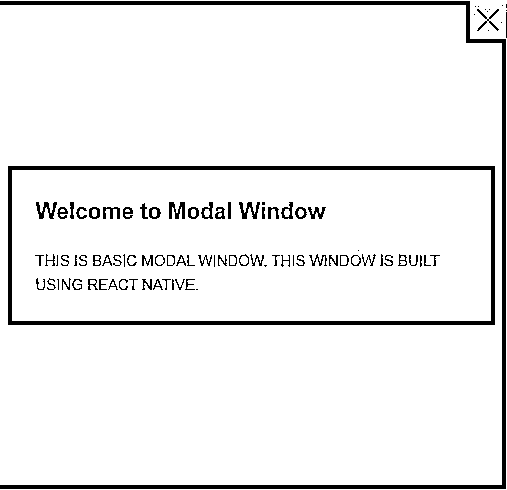 Welcome to Modal Window
THIS IS BASIC MODAL WINDOW. THIS WINDOW IS BUILT
USING REACT NATIVE.